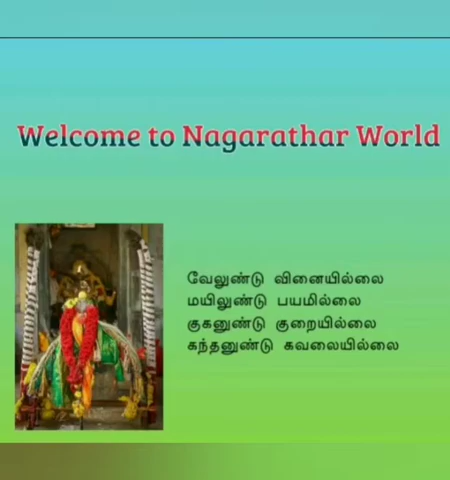 Welcome to Nagarathar World
வேலுண்டு வினையில்லை
மயிலுண்டு பயமில்லை
குகனுண்டு குறையில்லை
கந்தனுண்டு கவலையில்லை